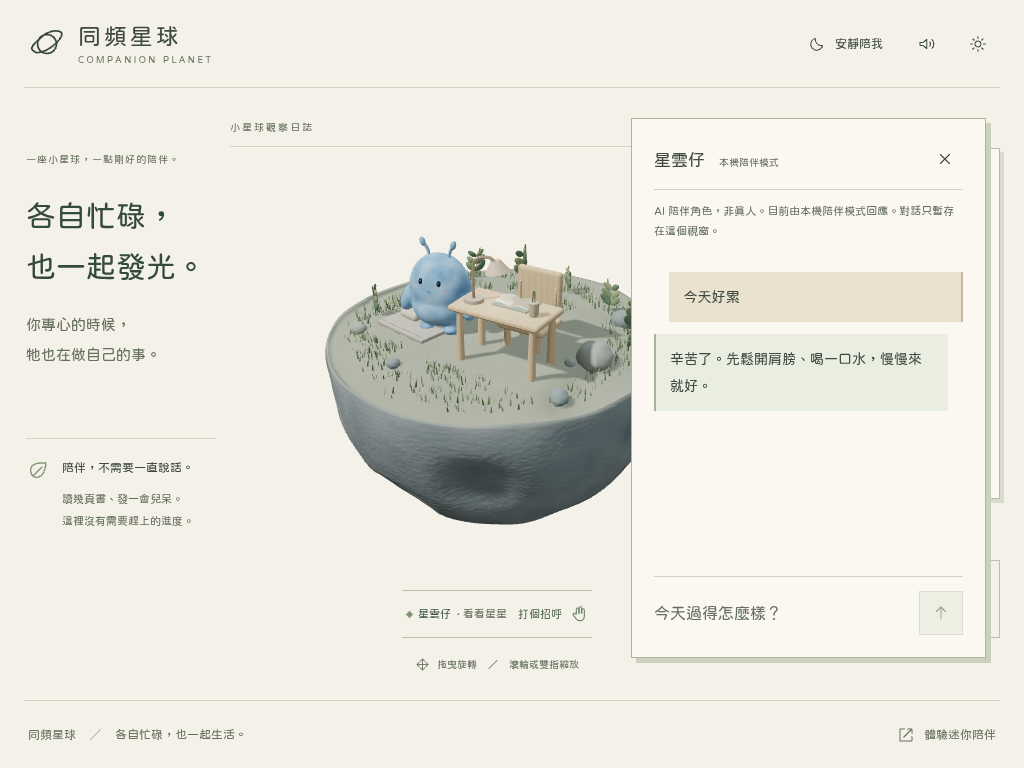 同頻星球
COMPANION PLANET
安靜陪我
小星球觀察日誌
一座小星球，一點剛好的陪伴。
各自忙碌，
也一起發光。
你專心的時候，
牠也在做自己的事。
陪伴，不需要一直說話。
讀幾頁書、發一會兒呆。
這裡沒有需要趕上的進度。
星雲仔 本機陪伴模式
AI 陪伴角色，非真人。目前由本機陪伴模式回應。對話只暫存
在這個視窗。
今天好累
辛苦了。先鬆開肩膀、喝一口水，慢慢來
就好。
今天過得怎麼樣？
星雲仔 · 看看星星 打個招呼
拖曳旋轉 ／ 滾輪或雙指縮放
同頻星球 ／ 各自忙碌，也一起生活。
體驗迷你陪伴